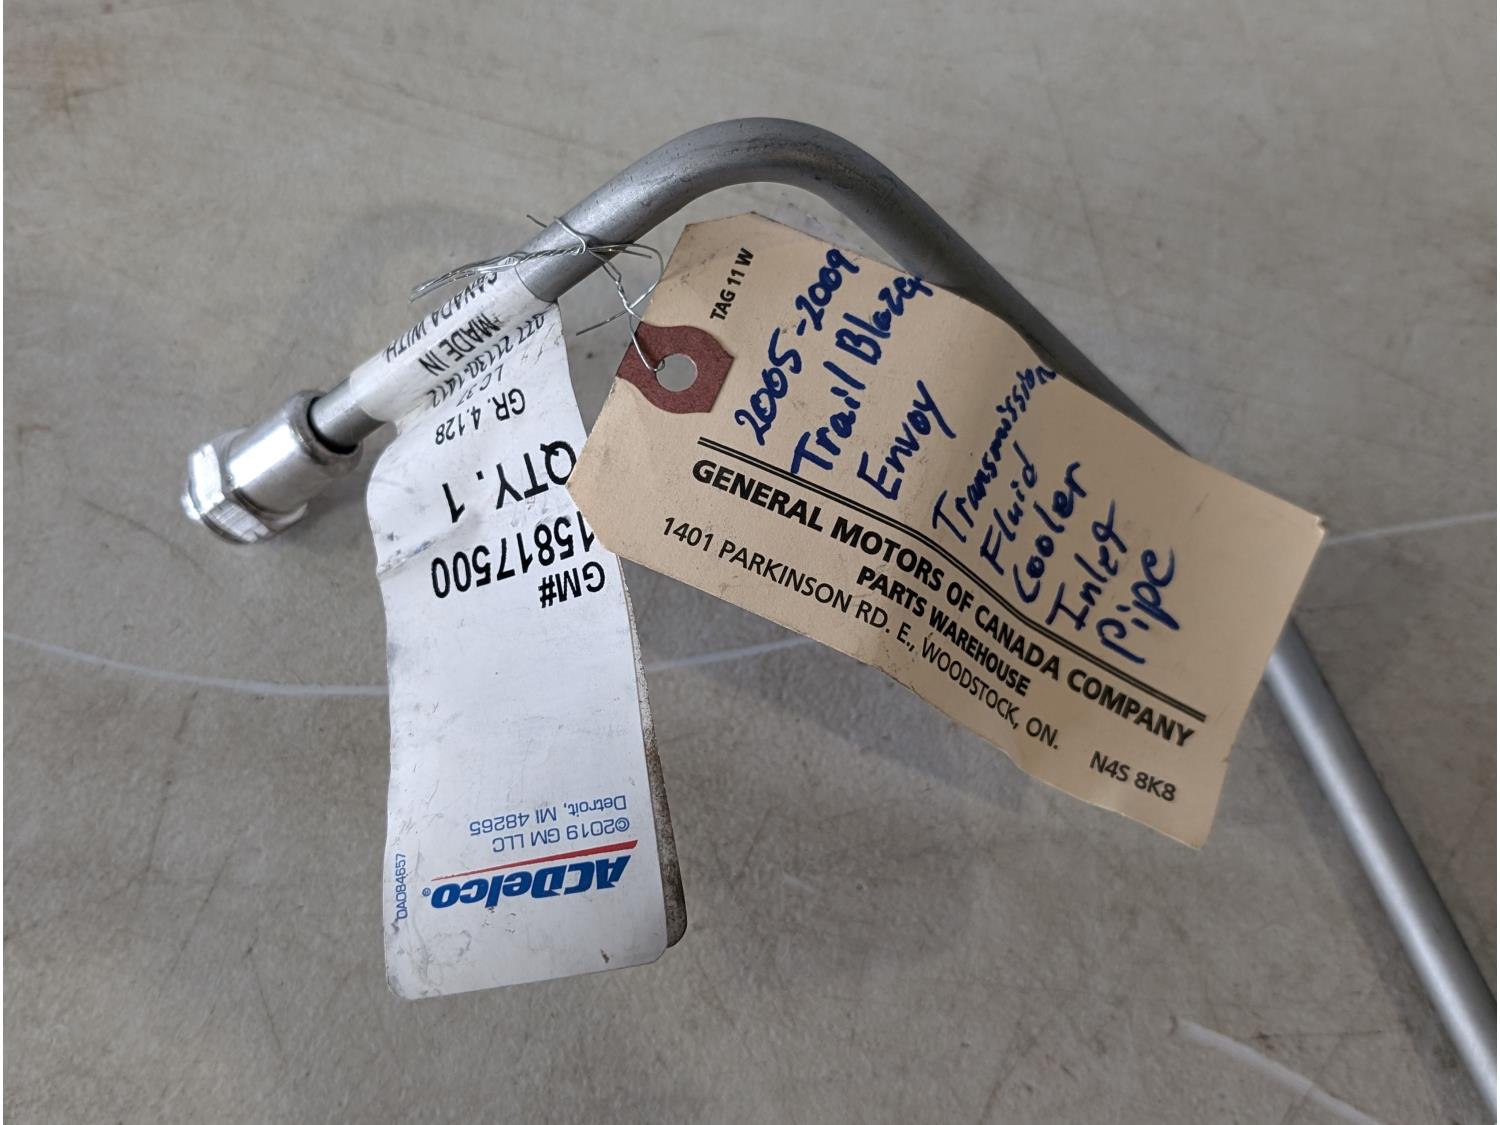 TAG 11 W
2005-2009
Trail Blazer
Envoy
Transmission
Fluid
Cooler
Inlet
Pipe
GENERAL MOTORS OF CANADA COMPANY
PARTS WAREHOUSE
1401 PARKINSON RD. E., WOODSTOCK, ON.
N4S 8K8
GM#
15817500
QTY. 1
GR. 4.128
MADE IN
CANADA WITH
ACDelco®
©2019 GM LLC
Detroit, MI 48265
0A084657